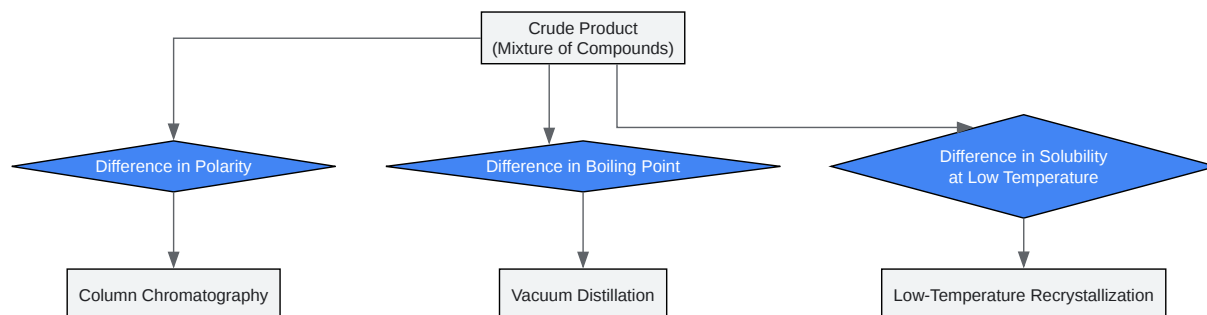 Crude Product
(Mixture of Compounds)
Difference in Polarity
Difference in Boiling Point
Difference in Solubility
at Low Temperature
Column Chromatography
Vacuum Distillation
Low-Temperature Recrystallization